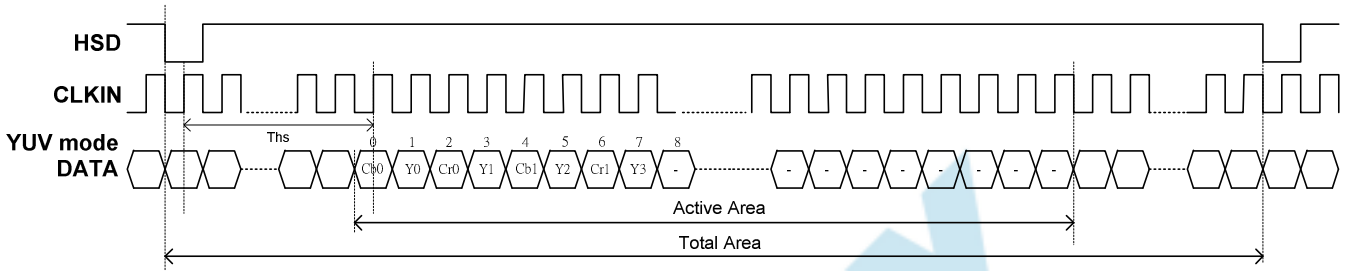 HSD
CLKIN
Ths
YUV mode
DATA
0 1 2 3 4 5 6 7 8
Cb0 Y0 Cr0 Y1 Cb1 Y2 Cr1 Y3 - - - - - - - - -
Active Area
Total Area